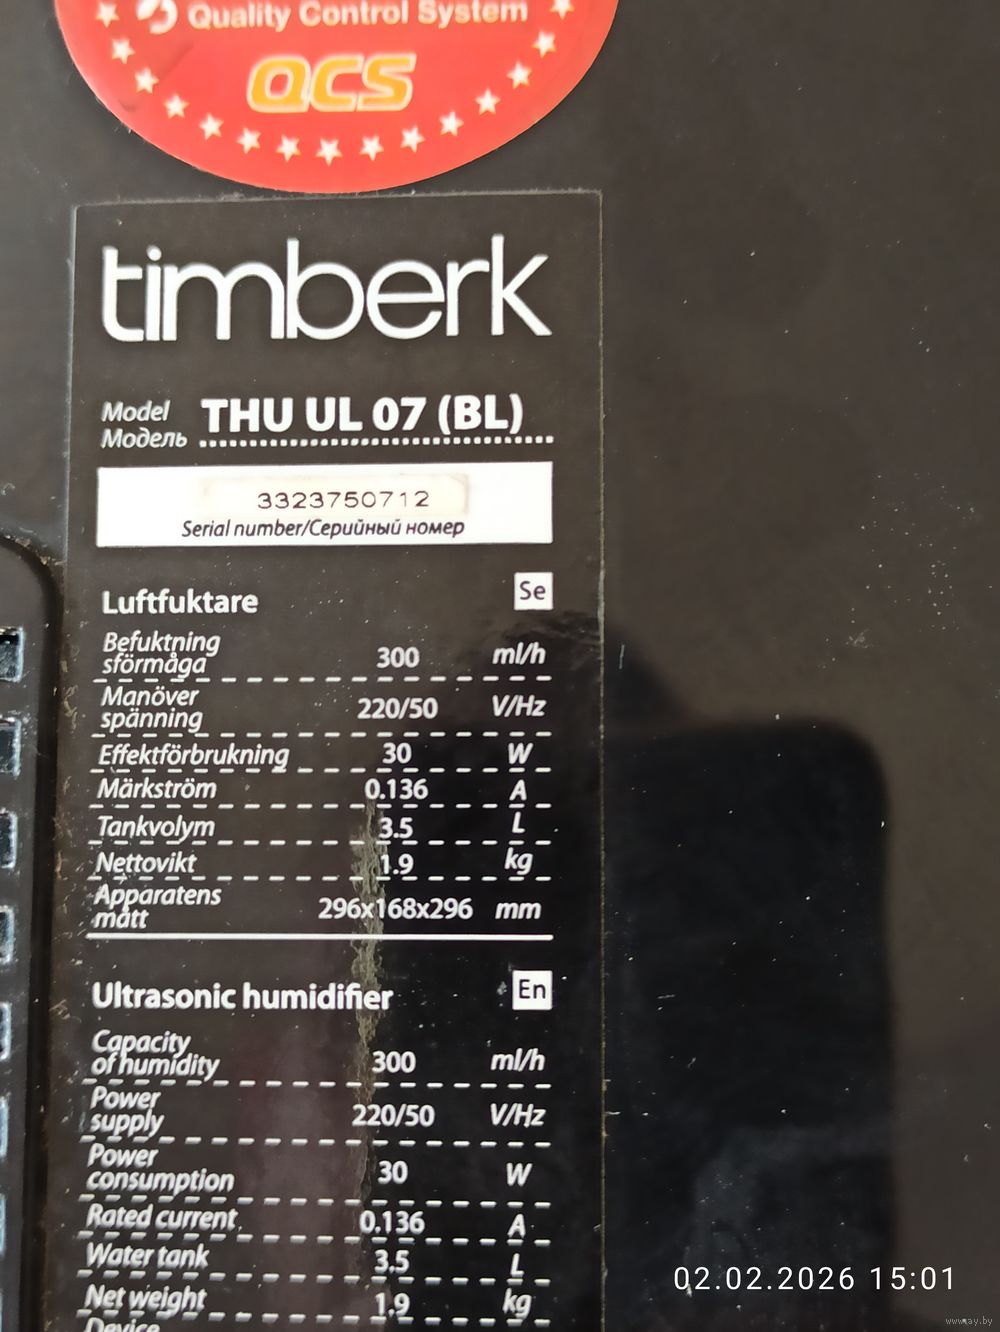 Quality Control System
QCS
timberk
Model THU UL 07 (BL)
Модель
3323750712
Serial number/Серийный номер
Luftfuktare Se
Befuktning
sförmåga 300 ml/h
Manöver
spänning 220/50 V/Hz
Effektförbrukning 30 W
Märkström 0.136 A
Tankvolym 3.5 L
Nettovikt 1.9 kg
Apparatens
mått 296x168x296 mm
Ultrasonic humidifier En
Capacity
of humidity 300 ml/h
Power
supply 220/50 V/Hz
Power
consumption 30 W
Rated current 0.136 A
Water tank 3.5 L
Net weight 1.9 kg
Device
02.02.2026 15:01
www.ay.by